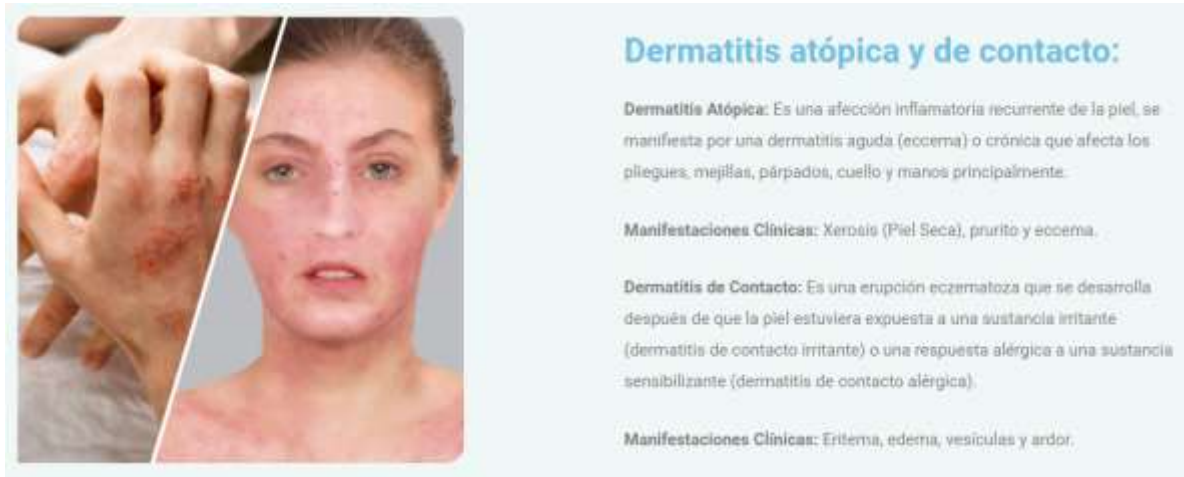 Dermatitis atópica y de contacto:
Dermatitis Atópica: Es una afección inflamatoria recurrente de la piel, se
manifiesta por una dermatitis aguda (eccema) o crónica que afecta los
pliegues, mejillas, párpados, cuello y manos principalmente.
Manifestaciones Clínicas: Xerosis (Piel Seca), prurito y eccema.
Dermatitis de Contacto: Es una erupción eczematoza que se desarrolla
después de que la piel estuviera expuesta a una sustancia irritante
(dermatitis de contacto irritante) o una respuesta alérgica a una sustancia
sensibilizante (dermatitis de contacto alérgica).
Manifestaciones Clínicas: Eritema, edema, vesículas y ardor.